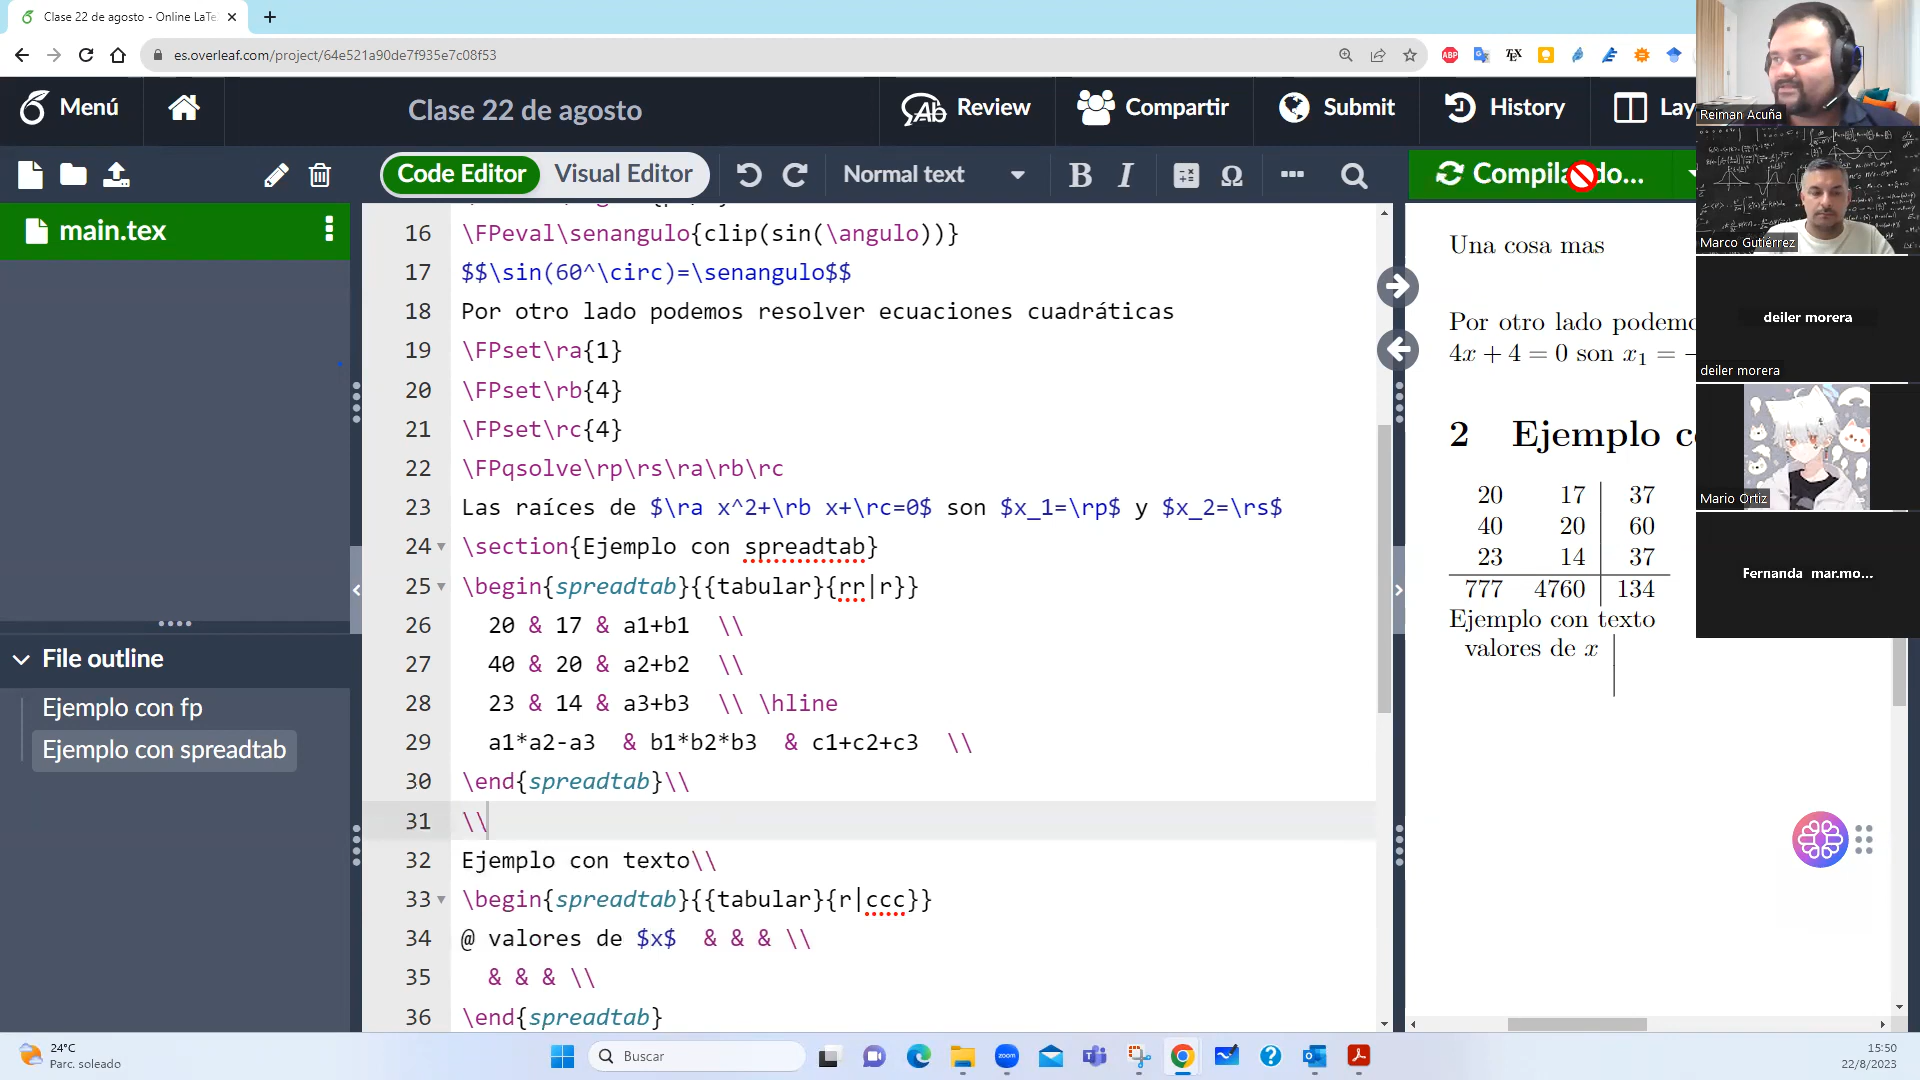 Clase 22 de agosto - Online LaTe
es.overleaf.com/project/64e521a90de7f935e7c08f53
ABP
Menú
Clase 22 de agosto
Review
Compartir
Submit
History
Lay
Code Editor
Visual Editor
Normal text
B I Ω
main.tex
File outline
Ejemplo con fp
Ejemplo con spreadtab
16 \FPeval\senangulo{clip(sin(\angulo))}
17 $$\sin(60^\circ)=\senangulo$$
18 Por otro lado podemos resolver ecuaciones cuadráticas
19 \FPset\ra{1}
20 \FPset\rb{4}
21 \FPset\rc{4}
22 \FPqsolve\rp\rs\ra\rb\rc
23 Las raíces de $\ra x^2+\rb x+\rc=0$ son $x_1=\rp$ y $x_2=\rs$
24 \section{Ejemplo con spreadtab}
25 \begin{spreadtab}{{tabular}{rr|r}}
26 20 & 17 & a1+b1 \\
27 40 & 20 & a2+b2 \\
28 23 & 14 & a3+b3 \\ \hline
29 a1*a2-a3 & b1*b2*b3 & c1+c2+c3 \\
30 \end{spreadtab}\\
31 \\
32 Ejemplo con texto\\
33 \begin{spreadtab}{{tabular}{r|ccc}}
34 @ valores de $x$ & & & \\
35 & & & \\
36 \end{spreadtab}
Una cosa mas
Por otro lado podemo
4x + 4 = 0 son x₁ = −
2 Ejemplo c
20 17 37
40 20 60
23 14 37
777 4760 134
Ejemplo con texto
valores de x
Reiman Acuña
Marco Gutiérrez
deiler morera
deiler morera
Mario Ortiz
Fernanda mar.mo...
24°C
Parc. soleado
Buscar
zoom
15:50
22/8/2023